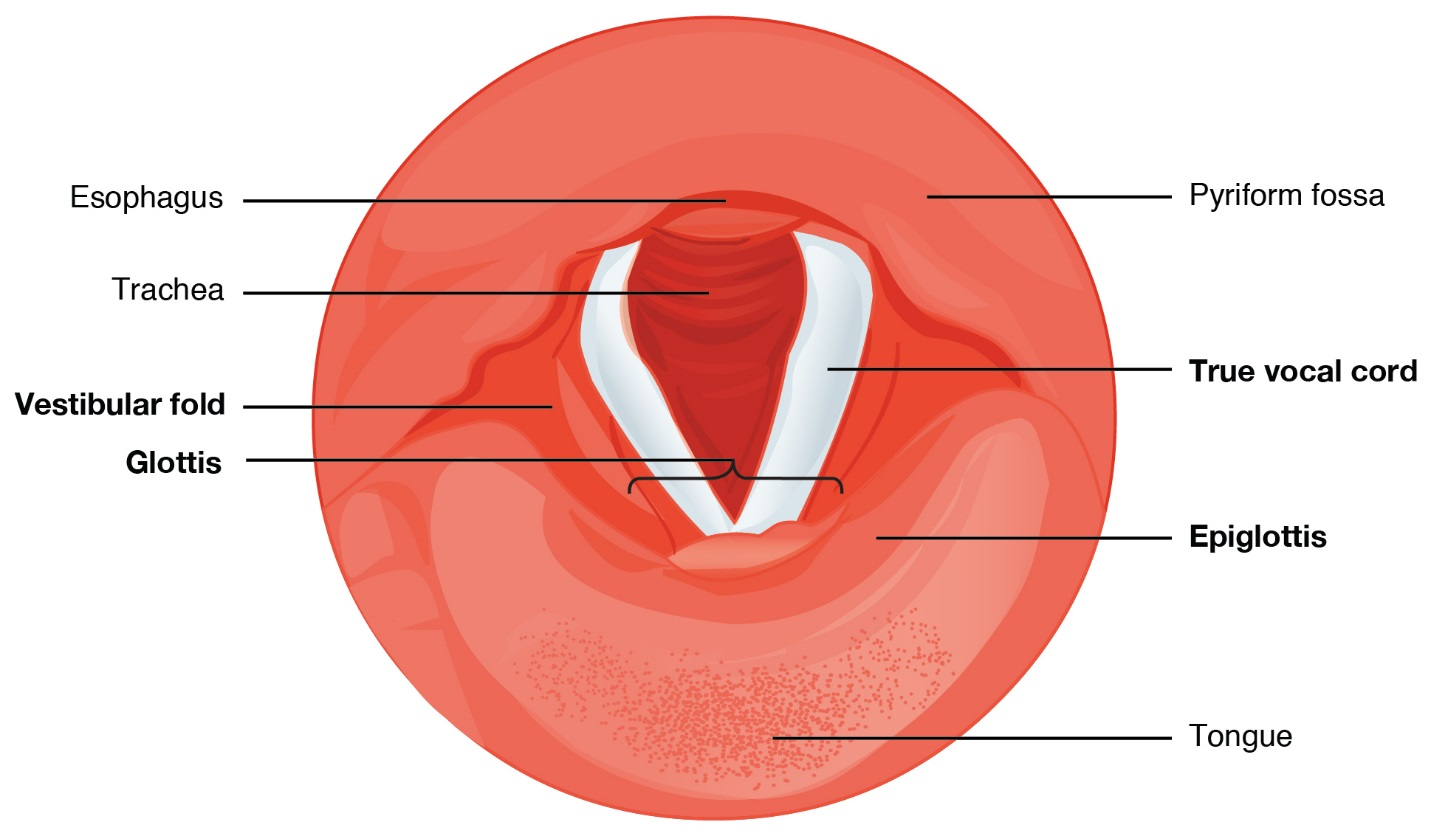 Esophagus
Trachea
Vestibular fold
Glottis
Pyriform fossa
True vocal cord
Epiglottis
Tongue